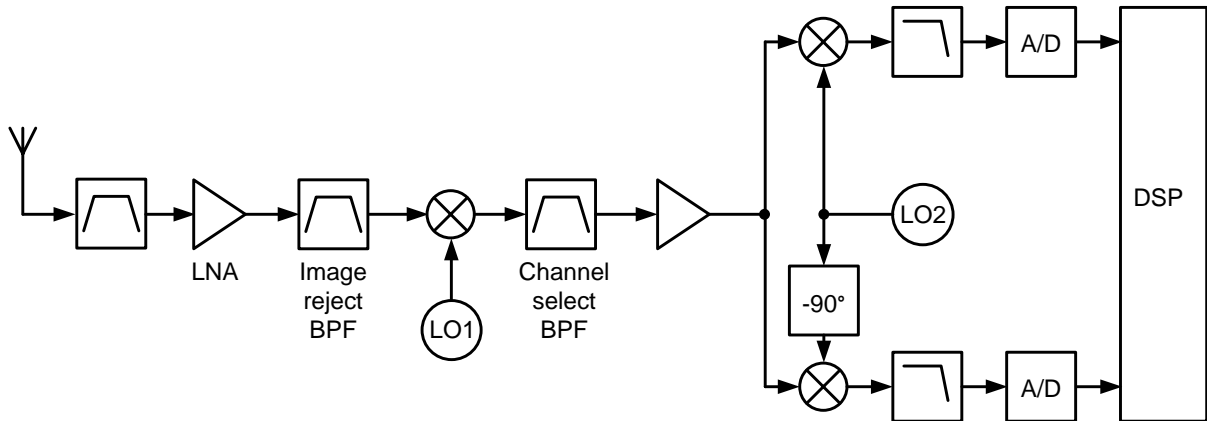 A/D
LO2
DSP
LNA
Image
reject
BPF
LO1
Channel
select
BPF
-90°
A/D